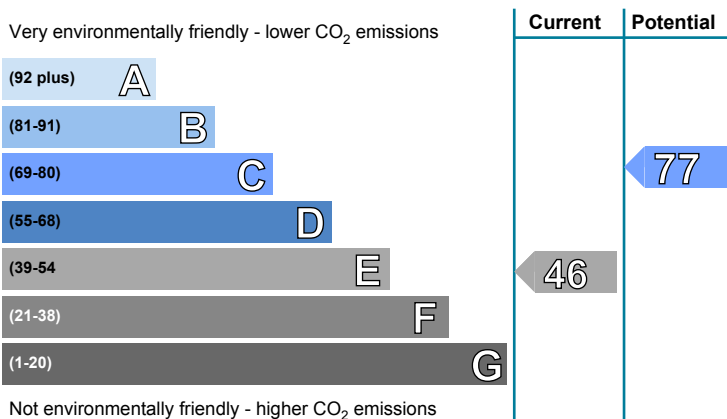 Very environmentally friendly - lower CO2 emissions
Current
Potential
(92 plus) A
(81-91) B
(69-80) C
77
(55-68) D
(39-54 E
46
(21-38) F
(1-20) G
Not environmentally friendly - higher CO2 emissions